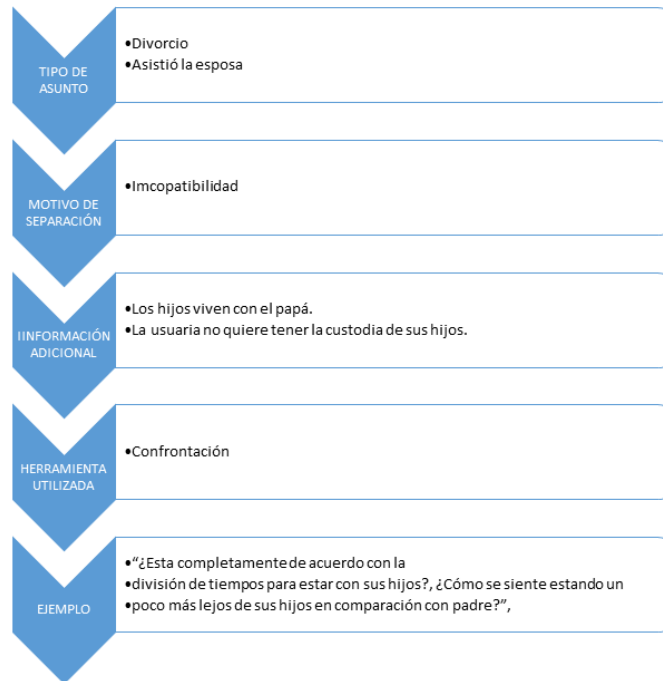 TIPO DE
ASUNTO
•Divorcio
•Asistió la esposa
MOTIVO DE
SEPARACIÓN
•Imcopatibilidad
IINFORMACIÓN
ADICIONAL
•Los hijos viven con el papá.
•La usuaria no quiere tener la custodia de sus hijos.
HERRAMIENTA
UTILIZADA
•Confrontación
EJEMPLO
•“¿Esta completamente de acuerdo con la
•división de tiempos para estar con sus hijos?, ¿Cómo se siente estando un
•poco más lejos de sus hijos en comparación con padre?”,